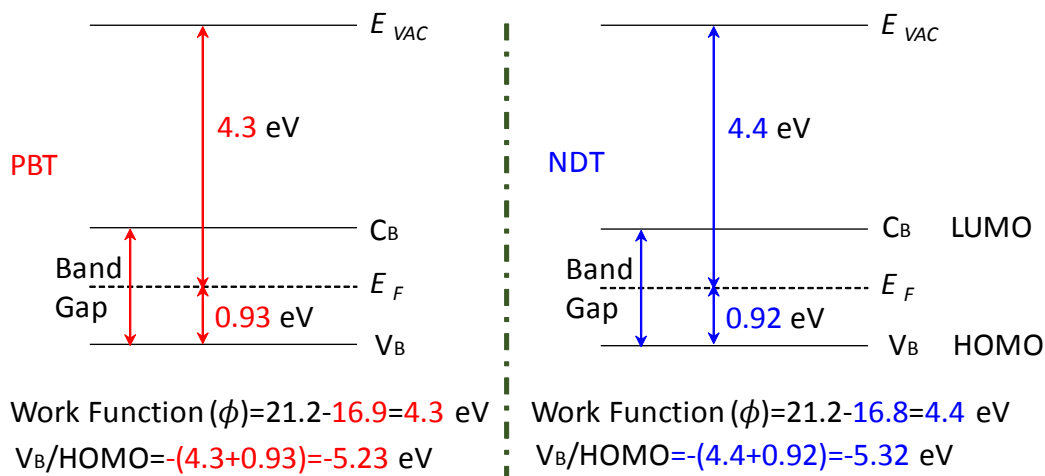 E VAC
4.3 eV
PBT
CB
Band
Gap
E F
0.93 eV
VB
Work Function (ϕ)=21.2-16.9=4.3 eV
VB/HOMO=-(4.3+0.93)=-5.23 eV
E VAC
4.4 eV
NDT
CB LUMO
Band
Gap
E F
0.92 eV
VB HOMO
Work Function (ϕ)=21.2-16.8=4.4 eV
VB/HOMO=-(4.4+0.92)=-5.32 eV